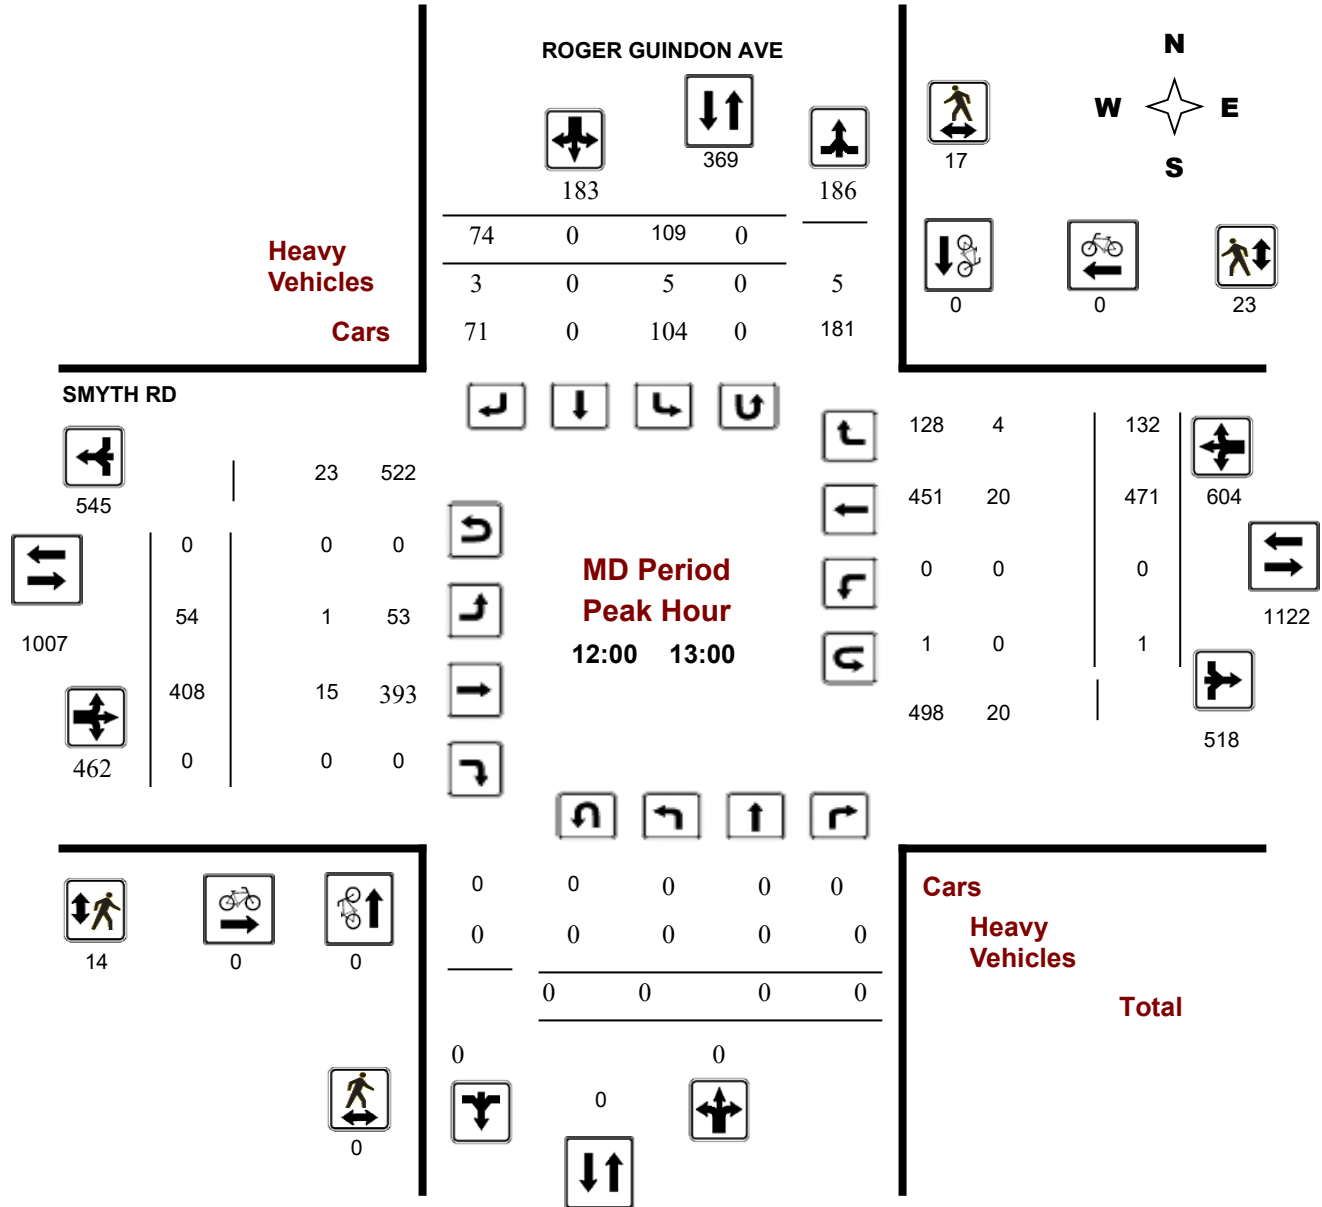 ROGER GUINDON AVE
N
W E
S
369
17
183 186
74 0 109 0
Heavy
Vehicles
3 0 5 0 5
Cars
71 0 104 0 181
0 0 23
SMYTH RD
128 4 132
23 522
545
451 20 471 604
0 0 0
MD Period
0 0 0
54 1 53
Peak Hour
1122
1007
12:00 13:00
1 0 1
408 15 393
498 20
518
462 0 0 0
0 0 0 0 0
Cars
0 0 0 0 0
Heavy
Vehicles
14 0 0
0 0 0 0
Total
0 0
0
0